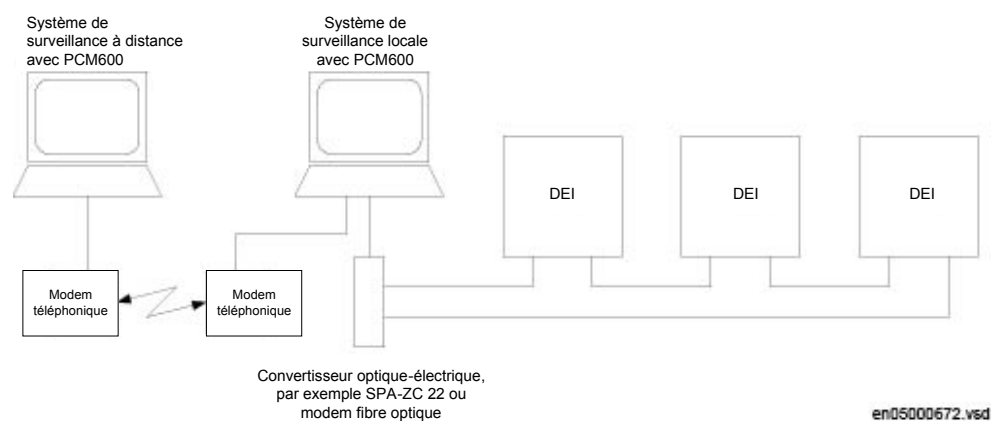 Système de
surveillance à distance
avec PCM600
Système de
surveillance locale
avec PCM600
DEI
DEI
DEI
Modem
téléphonique
Modem
téléphonique
Convertisseur optique-électrique,
par exemple SPA-ZC 22 ou
modem fibre optique
en05000672.vsd